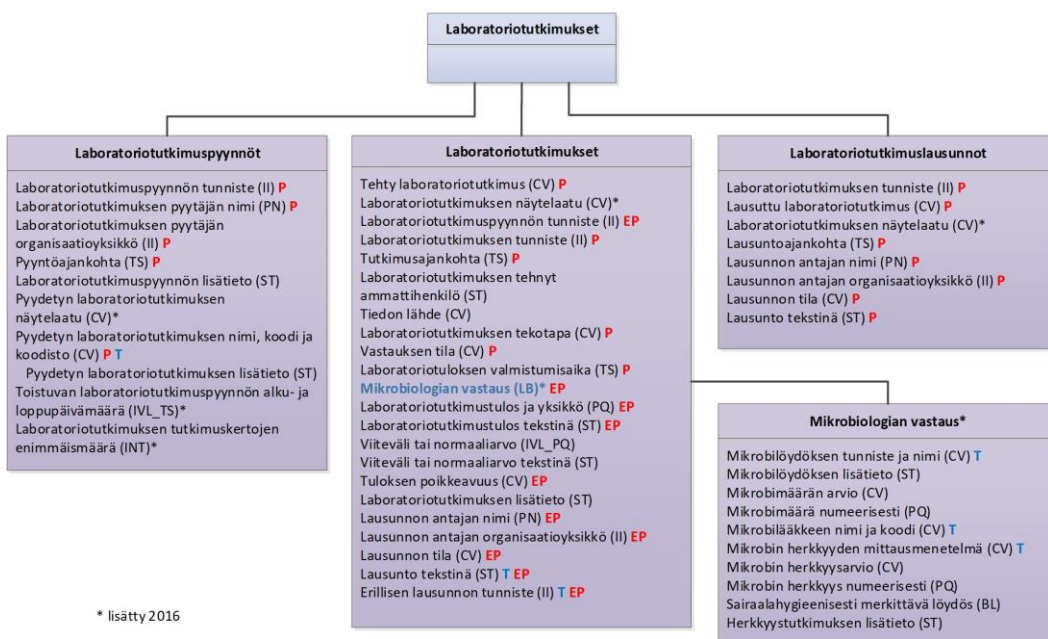 Laboratoriotutkimukset
Laboratoriotutkimuspyynnöt
Laboratoriotutkimuspyynnön tunniste (II) P
Laboratoriotutkimuksen pyytäjän nimi (PN) P
Laboratoriotutkimuksen pyytäjän
organisaatioyksikkö (II) P
Pyyntöajankohta (TS) P
Laboratoriotutkimuspyynnön lisätieto (ST)
Pyydetyn laboratoriotutkimuksen
näytelaatu (CV)*
Pyydetyn laboratoriotutkimuksen nimi, koodi ja
koodisto (CV) P T
Pyydetyn laboratoriotutkimuksen lisätieto (ST)
Toistuvan laboratoriotutkimuspyynnön alku- ja
loppupäivämäärä (IVL_TS)*
Laboratoriotutkimuksen tutkimuskertojen
enimmäismäärä (INT)*
Laboratoriotutkimukset
Tehty laboratoriotutkimus (CV) P
Laboratoriotutkimuksen näytelaatu (CV)*
Laboratoriotutkimuspyynnön tunniste (II) EP
Laboratoriotutkimuksen tunniste (II) P
Tutkimusajankohta (TS) P
Laboratoriotutkimuksen tehnyt
ammattihenkilö (ST)
Tiedon lähde (CV)
Laboratoriotutkimuksen tekotapa (CV) P
Vastauksen tila (CV) P
Laboratoriotuloksen valmistumisaika (TS) P
Mikrobiologian vastaus (LB)* EP
Laboratoriotutkimustulos ja yksikkö (PQ) EP
Laboratoriotutkimustulos tekstinä (ST) EP
Viiteväli tai normaaliarvo (IVL_PQ)
Viiteväli tai normaaliarvo tekstinä (ST)
Tuloksen poikkeavuus (CV) EP
Laboratoriotutkimuksen lisätieto (ST)
Lausunnon antajan nimi (PN) EP
Lausunnon antajan organisaatioyksikkö (II) EP
Lausunnon tila (CV) EP
Lausunto tekstinä (ST) T EP
Erillisen lausunnon tunniste (II) T EP
Laboratoriotutkimuslausunnot
Laboratoriotutkimuksen tunniste (II) P
Lausuttu laboratoriotutkimus (CV) P
Laboratoriotutkimuksen näytelaatu (CV)*
Lausuntoajankohta (TS) P
Lausunnon antajan nimi (PN) P
Lausunnon antajan organisaatioyksikkö (II) P
Lausunnon tila (CV) P
Lausunto tekstinä (ST) P
Mikrobiologian vastaus*
Mikrobilöydöksen tunniste ja nimi (CV) T
Mikrobilöydöksen lisätieto (ST)
Mikrobimäärän arvio (CV)
Mikrobimäärä numeerisesti (PQ)
Mikrobilääkkeen nimi ja koodi (CV) T
Mikrobin herkkyyden mittausmenetelmä (CV) T
Mikrobin herkkyysarvio (CV)
Mikrobin herkkyys numeerisesti (PQ)
Sairaalahygieenisesti merkittävä löydös (BL)
Herkkyystutkimuksen lisätieto (ST)
* lisätty 2016